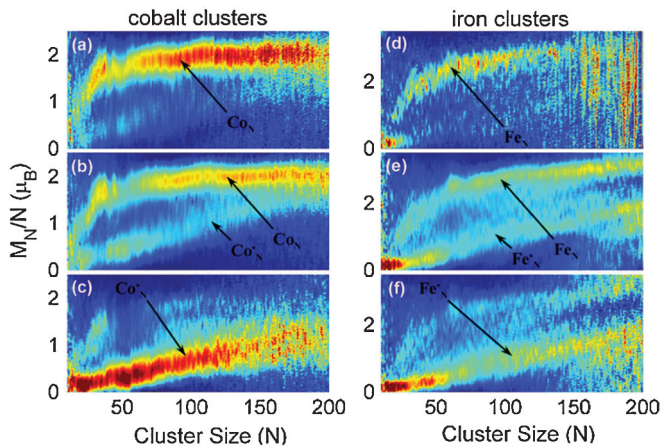 cobalt clusters
iron clusters
(a)
2
1
0
Co_N
(d)
2
0
Fe_N
M_N/N (μ_B)
(b)
2
1
0
Co*_N
Co_N
(e)
2
0
Fe*_N
Fe_N
(c)
2
1
0
Co*_N
50
100
150
200
Cluster Size (N)
(f)
2
0
Fe*_N
50
100
150
200
Cluster Size (N)